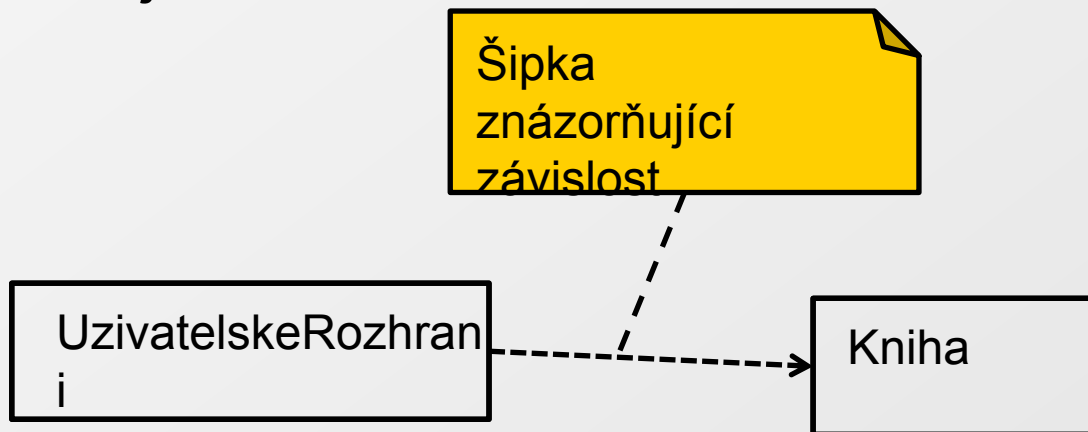 Šipka
znázorňující
závislost
UzivatelskeRozhran
i
Kniha